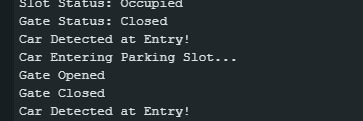 Slot Status: Occupied
Gate Status: Closed
Car Detected at Entry!
Car Entering Parking Slot...
Gate Opened
Gate Closed
Car Detected at Entry!